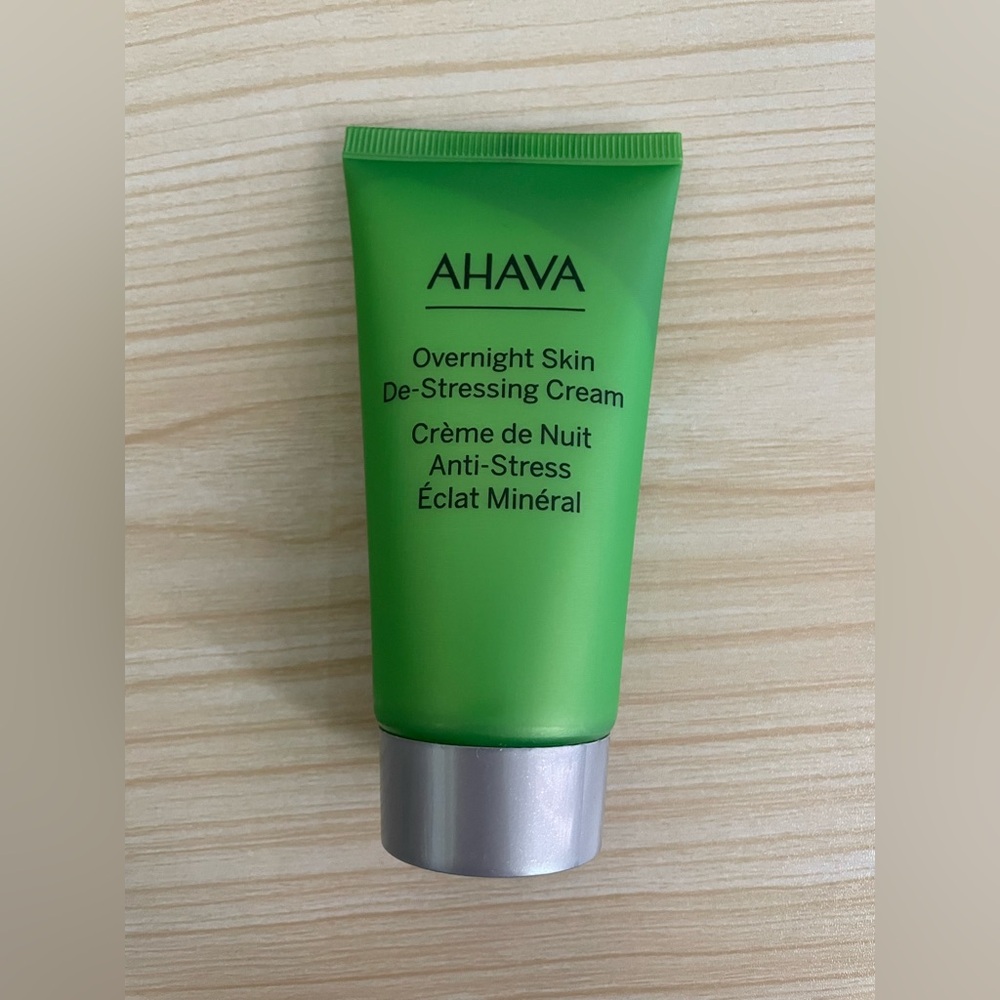 AHAVA
Overnight Skin
De-Stressing Cream
Crème de Nuit
Anti-Stress
Éclat Minéral